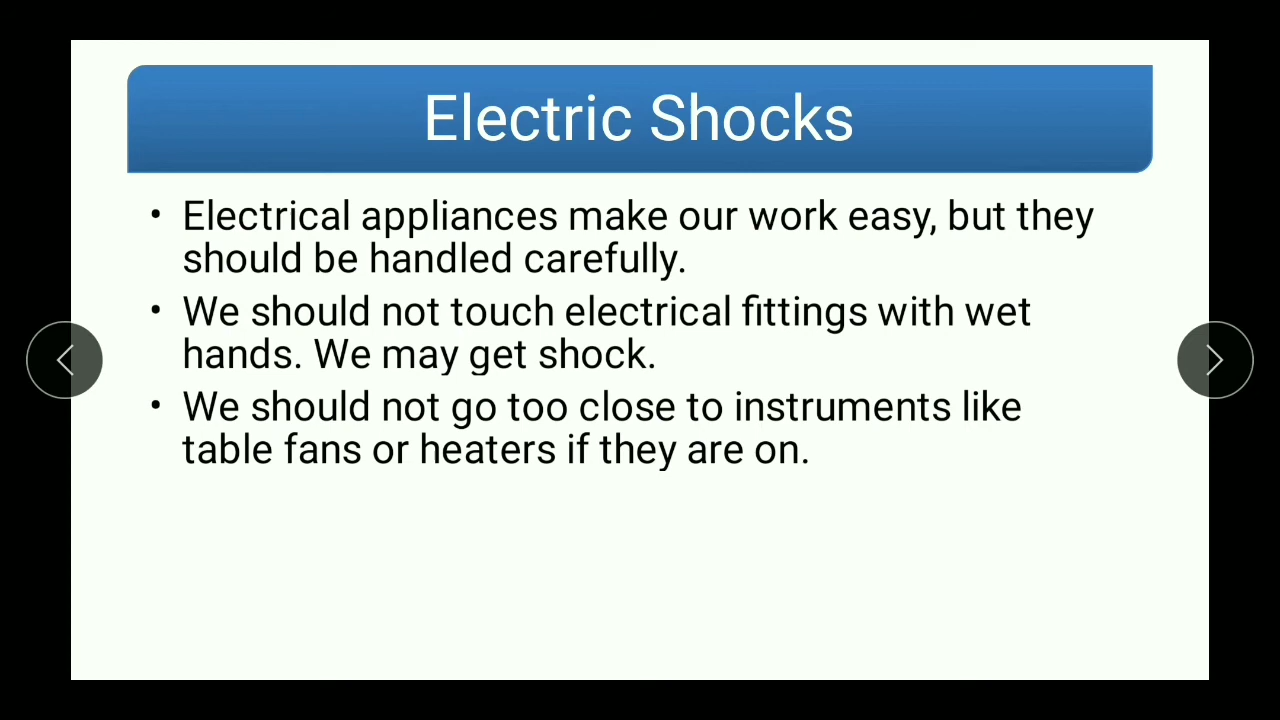 Electric Shocks
• Electrical appliances make our work easy, but they
should be handled carefully.
• We should not touch electrical fittings with wet
hands. We may get shock.
• We should not go too close to instruments like
table fans or heaters if they are on.